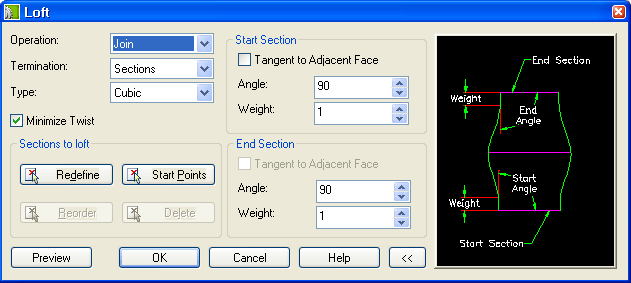 Loft
Operation:
Join
Termination:
Sections
Type:
Cubic
Minimize Twist
Sections to loft
Redefine
Start Points
Reorder
Delete
Start Section
Tangent to Adjacent Face
Angle:
90
Weight:
1
End Section
Tangent to Adjacent Face
Angle:
90
Weight:
1
End Section
Weight
End
Angle
Start
Angle
Weight
Start Section
Preview
OK
Cancel
Help
<<